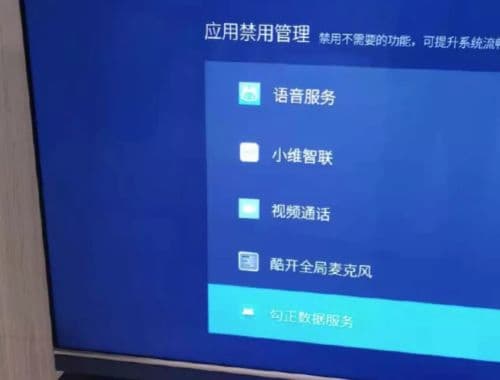 应用禁用管理 禁用不需要的功能，可提升系统流
语音服务
小维智联
视频通话
酷开全局麦克风
勾正数据服务